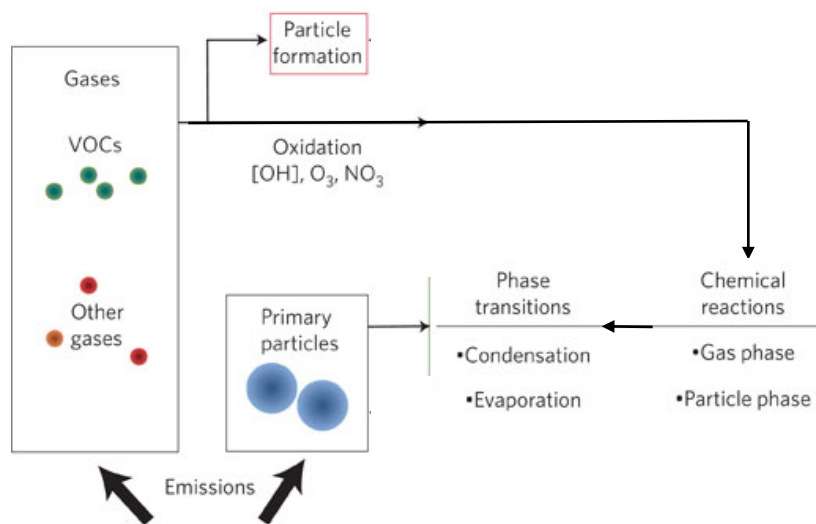 Particle
formation
Gases
VOCs
Oxidation
[OH], O₃, NO₃
Other
gases
Primary
particles
Phase
transitions
•Condensation
▪Evaporation
Chemical
reactions
•Gas phase
•Particle phase
Emissions